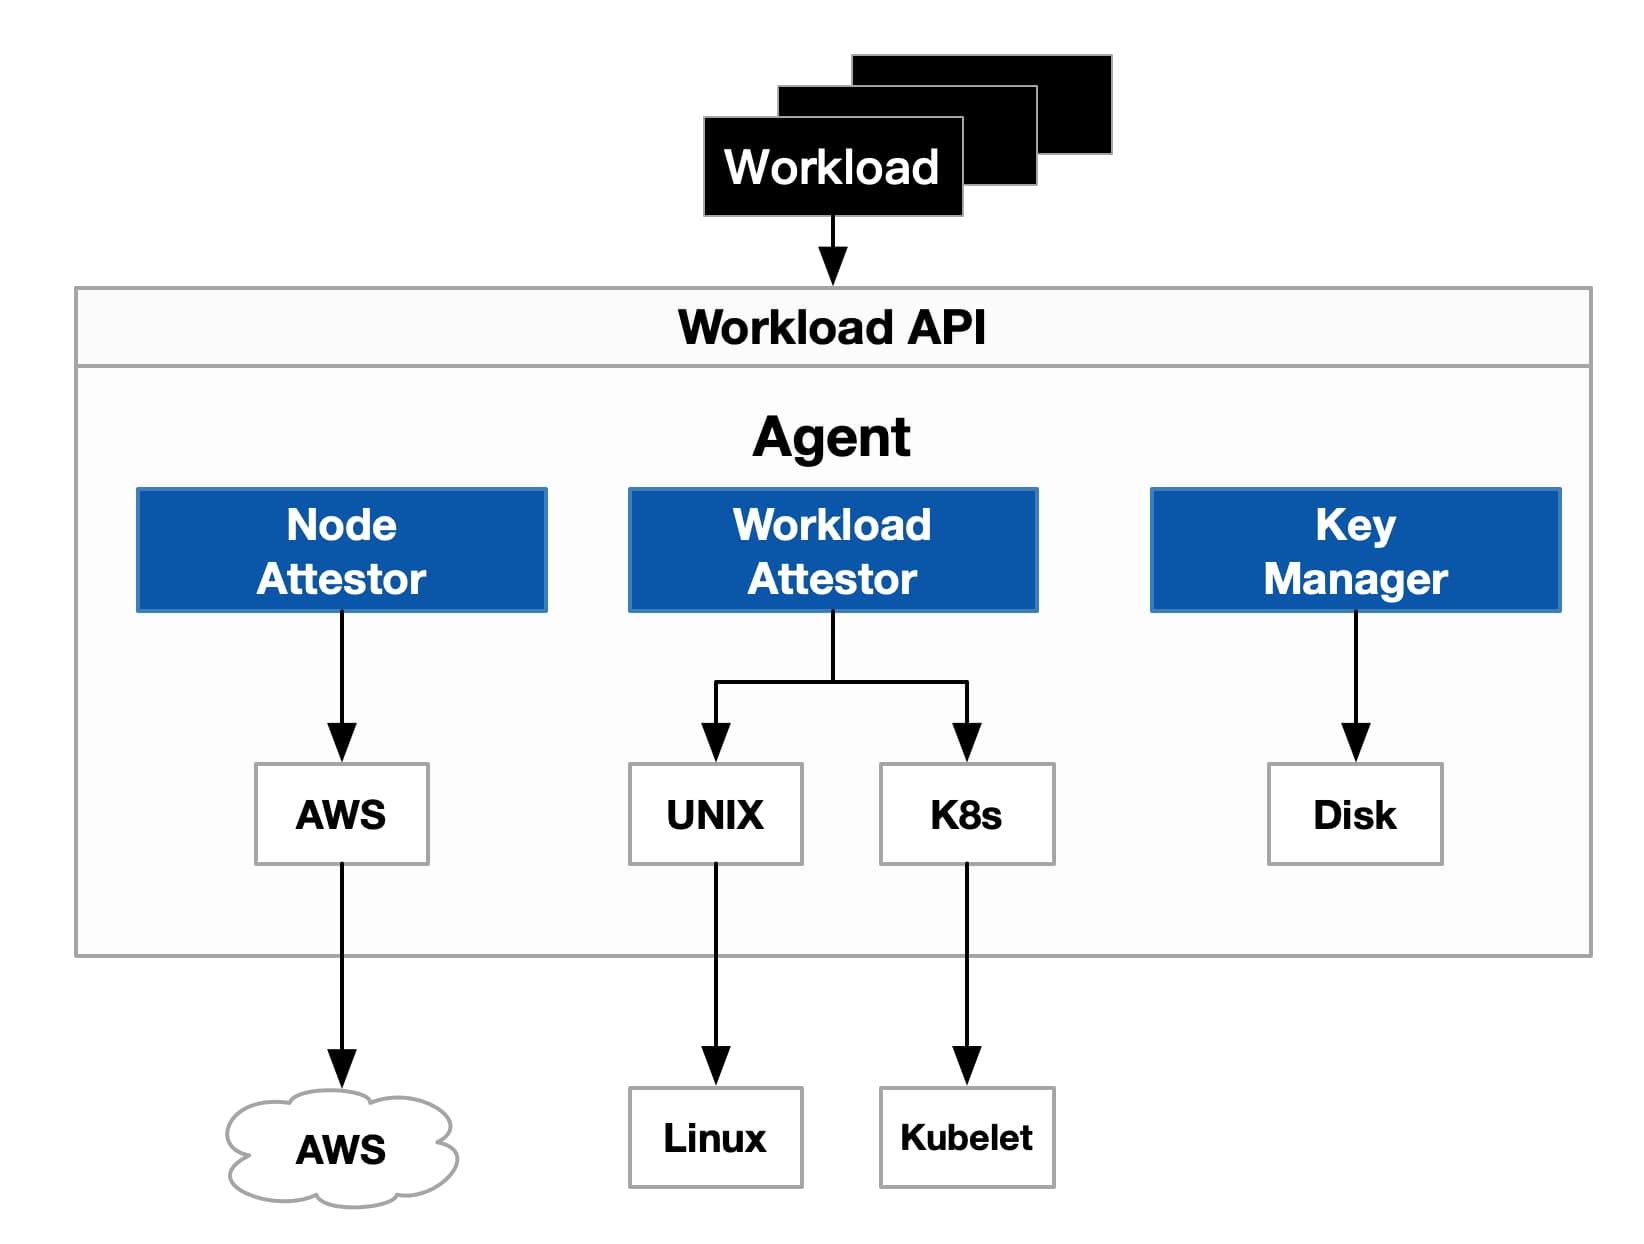 Workload
Workload API
Agent
Node
Attestor
Workload
Attestor
Key
Manager
AWS
UNIX
K8s
Disk
AWS
Linux
Kubelet